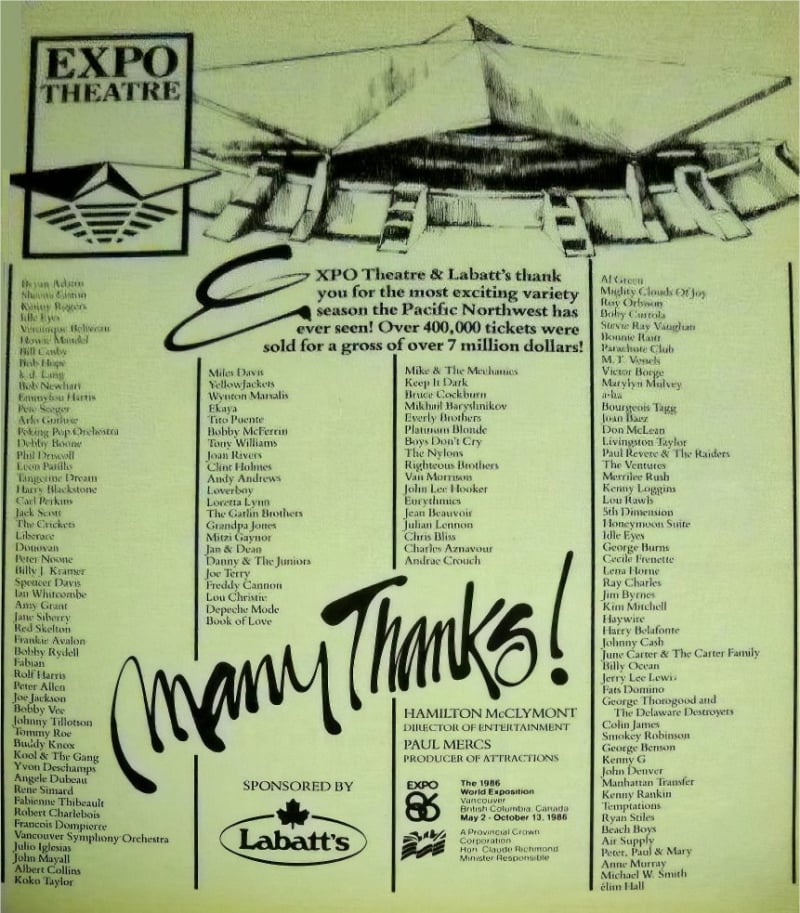 EXPO
THEATRE
EXPO Theatre & Labatt's thank
you for the most exciting variety
season the Pacific Northwest has
ever seen! Over 400,000 tickets were
sold for a gross of over 7 million dollars!
Bryan Adams
Sheena Easton
Kenny Rogers
Idle Eyes
Veronique Beliveau
Howie Mandel
Bill Cosby
Bob Hope
k.d. Lang
Bob Newhart
Emmylou Harris
Pete Seeger
Arlo Guthrie
Peking Pop Orchestra
Debby Boone
Phil Driscoll
Leon Patillo
Tangerine Dream
Harry Blackstone
Carl Perkins
Jack Scott
The Crickets
Liberace
Donovan
Peter Noone
Billy J. Kramer
Spencer Davis
Ian Whitcombe
Amy Grant
Jane Siberry
Red Skelton
Frankie Avalon
Bobby Rydell
Fabian
Rolf Harris
Peter Allen
Joe Jackson
Bobby Vee
Johnny Tillotson
Tommy Roe
Buddy Knox
Kool & The Gang
Yvon Deschamps
Angele Dubeau
Rene Simard
Fabienne Thibeault
Robert Charlebois
Francois Dompierre
Vancouver Symphony Orchestra
Julio Iglesias
John Mayall
Albert Collins
Koko Taylor
Miles Davis
YellowJackets
Wynton Marsalis
Ekaya
Tito Puente
Bobby McFerrin
Tony Williams
Joan Rivers
Clint Holmes
Andy Andrews
Loverboy
Loretta Lynn
The Gatlin Brothers
Grandpa Jones
Mitzi Gaynor
Jan & Dean
Danny & The Juniors
Joe Terry
Freddy Cannon
Lou Christie
Depeche Mode
Book of Love
Mike & The Mechanics
Keep It Dark
Bruce Cockburn
Mikhail Baryshnikov
Everly Brothers
Platinum Blonde
Boys Don't Cry
The Nylons
Righteous Brothers
Van Morrison
John Lee Hooker
Eurythmics
Jean Beauvoir
Julian Lennon
Chris Bliss
Charles Aznavour
Andrae Crouch
Al Green
Mighty Clouds Of Joy
Roy Orbison
Boby Curtola
Stevie Ray Vaughan
Bonnie Raitt
Parachute Club
M.T. Vessels
Victor Borge
Marylyn Mulvey
a-ha
Bourgeois Tagg
Joan Baez
Don McLean
Livingston Taylor
Paul Revere & The Raiders
The Ventures
Merrilee Rush
Kenny Loggins
Lou Rawls
5th Dimension
Honeymoon Suite
Idle Eyes
George Burns
Cecile Frenette
Lena Horne
Ray Charles
Jim Byrnes
Kim Mitchell
Haywire
Harry Belafonte
Johnny Cash
June Carter & The Carter Family
Billy Ocean
Jerry Lee Lewis
Fats Domino
George Thorogood and
The Delaware Destroyers
Colin James
Smokey Robinson
George Benson
Kenny G
John Denver
Manhattan Transfer
Kenny Rankin
Temptations
Ryan Stiles
Beach Boys
Air Supply
Peter, Paul & Mary
Anne Murray
Michael W. Smith
élim Hall
Many Thanks!
HAMILTON McCLYMONT
DIRECTOR OF ENTERTAINMENT
PAUL MERCS
PRODUCER OF ATTRACTIONS
SPONSORED BY
Labatt's
EXPO
86
The 1986
World Exposition
Vancouver
British Columbia, Canada
May 2 - October 13, 1986
A Provincial Crown
Corporation
Hon. Claude Richmond
Minister Responsible